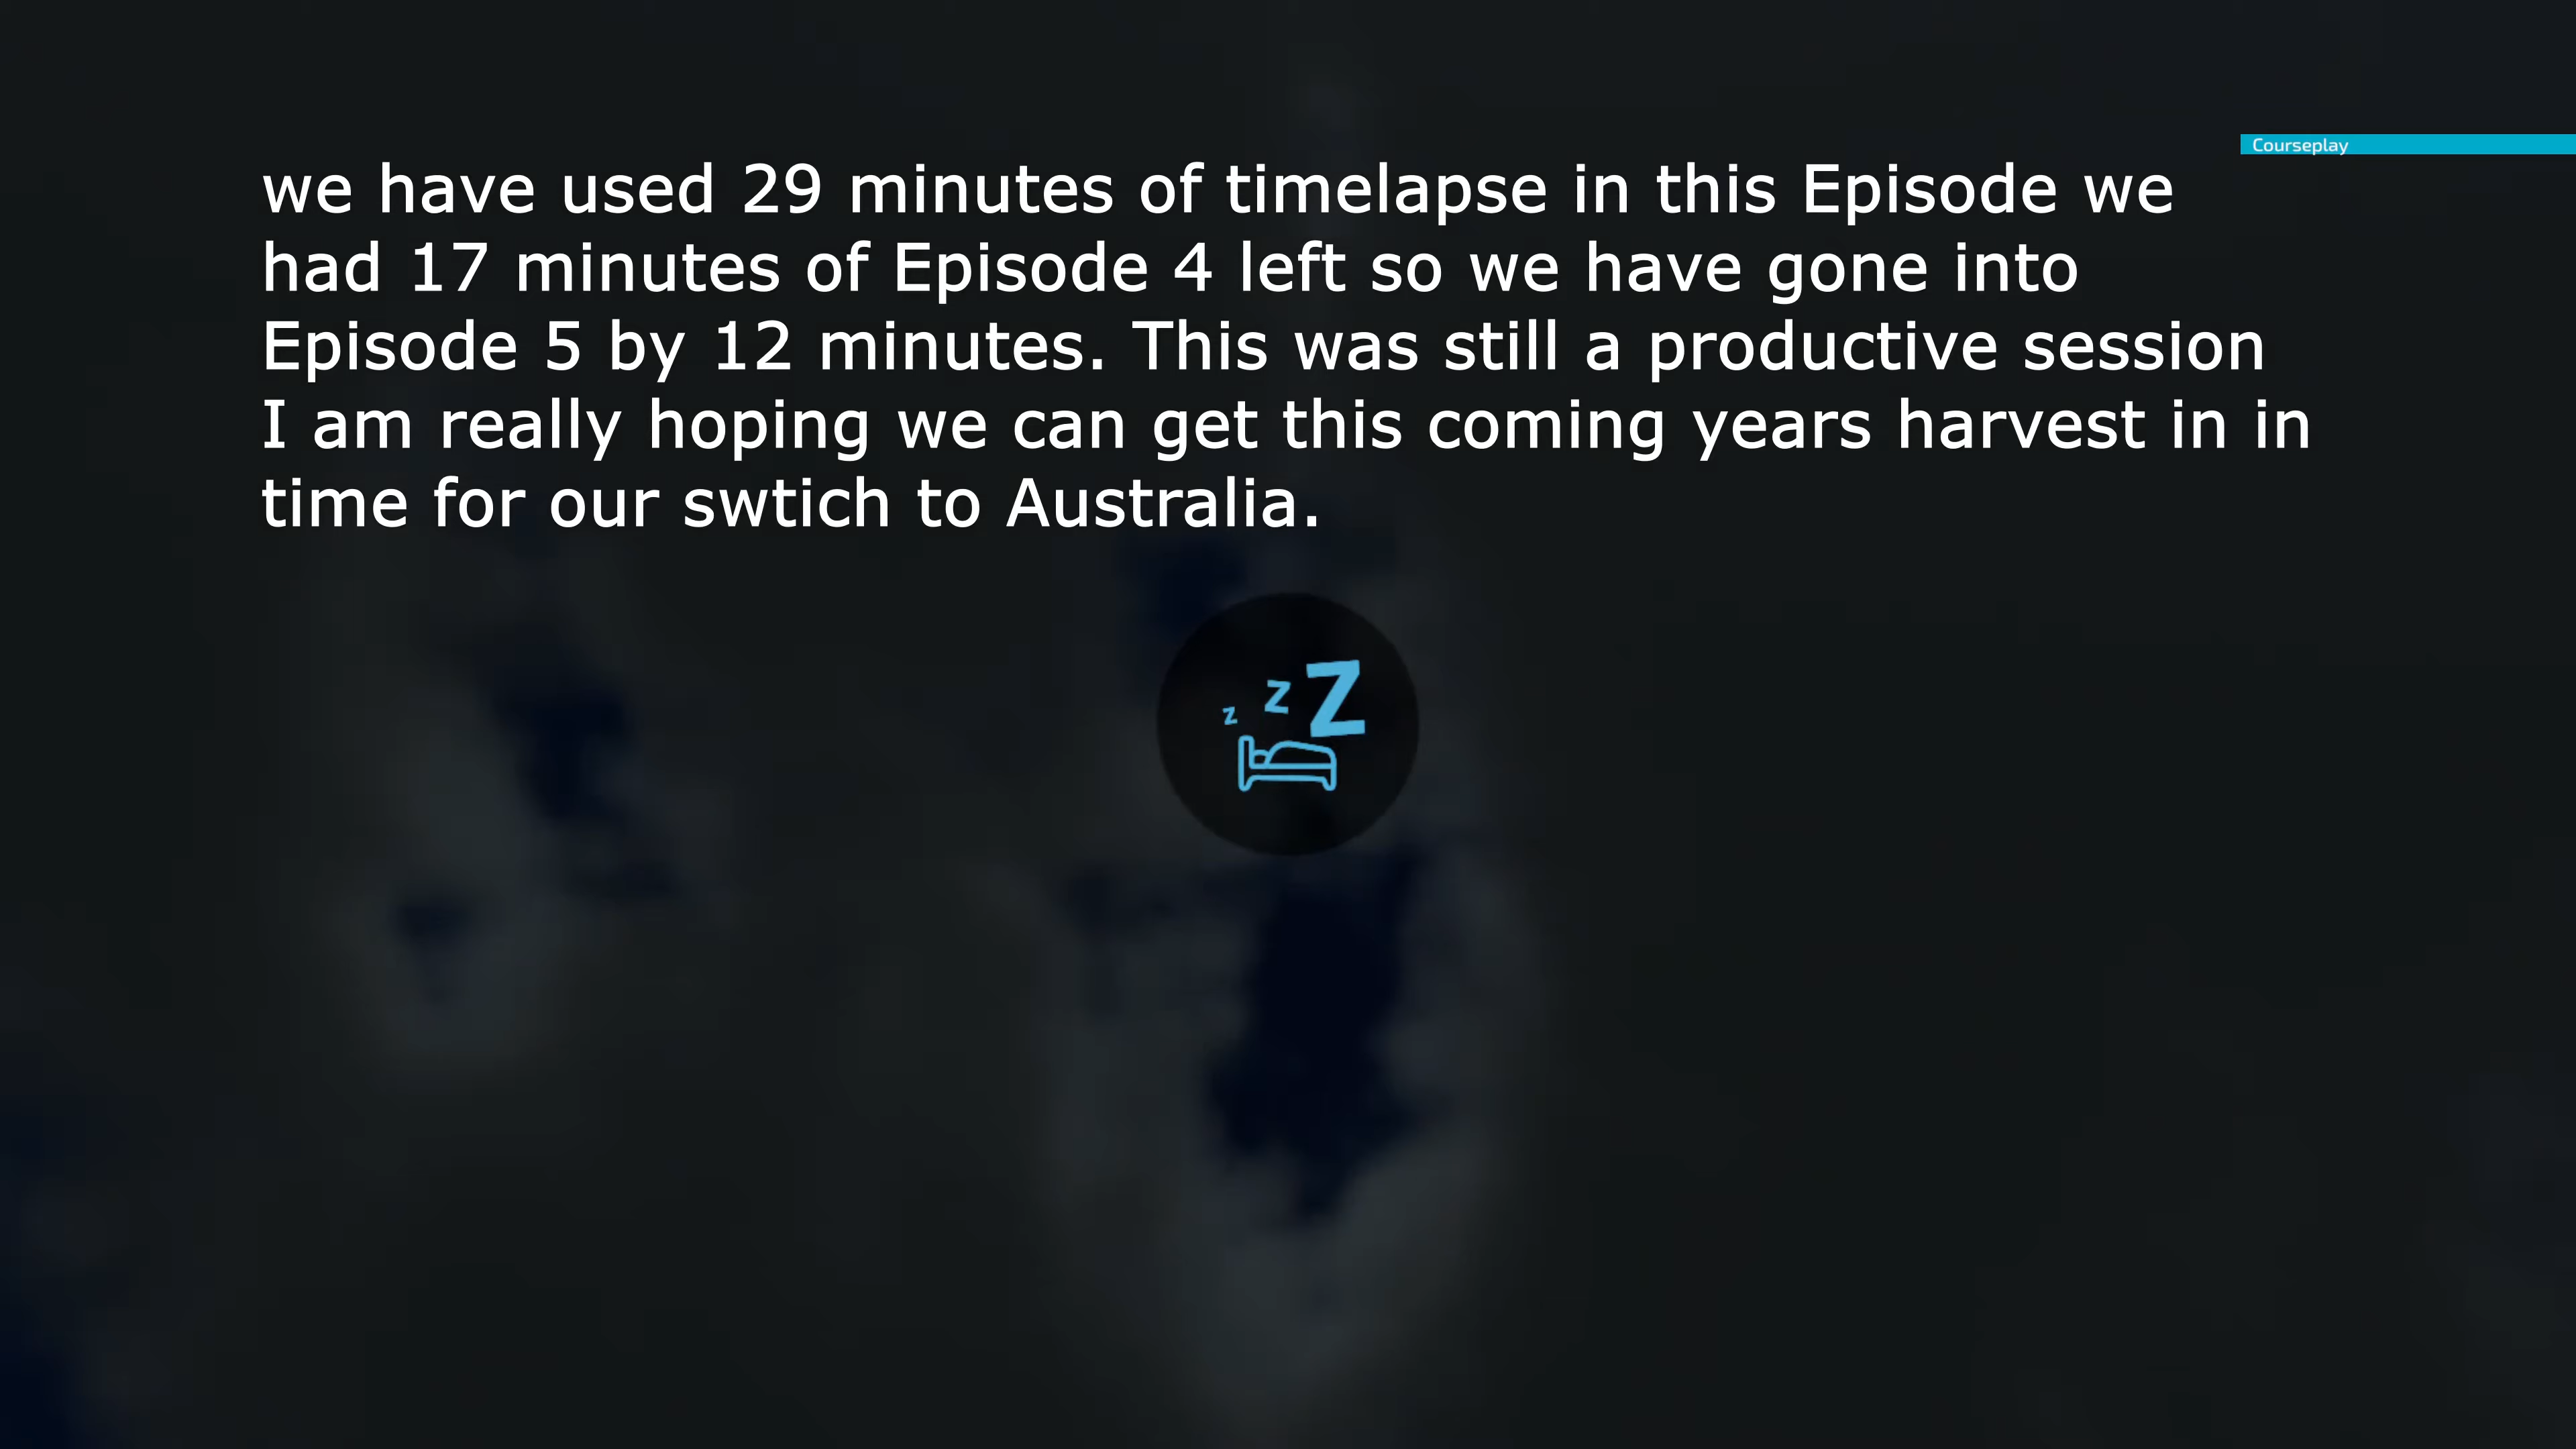 Courseplay
we have used 29 minutes of timelapse in this Episode we
had 17 minutes of Episode 4 left so we have gone into
Episode 5 by 12 minutes. This was still a productive session
I am really hoping we can get this coming years harvest in in
time for our swtich to Australia.
z z Z